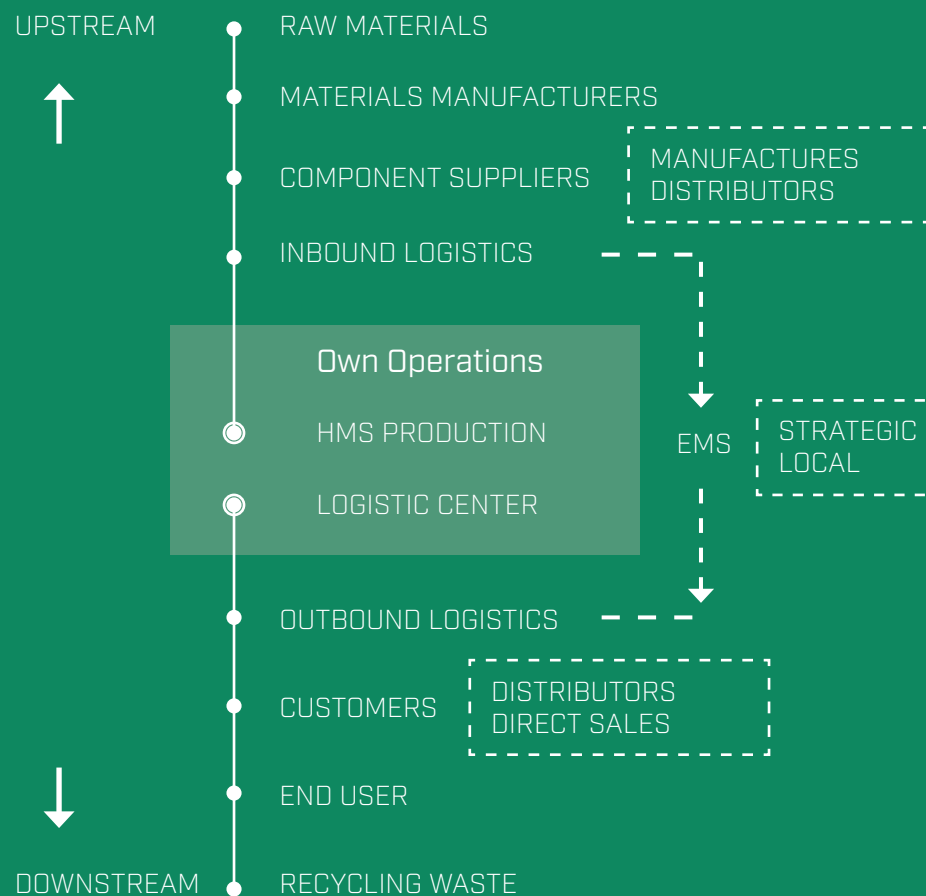 UPSTREAM
RAW MATERIALS
MATERIALS MANUFACTURERS
COMPONENT SUPPLIERS
MANUFACTURES
DISTRIBUTORS
INBOUND LOGISTICS
Own Operations
HMS PRODUCTION
EMS
STRATEGIC
LOCAL
LOGISTIC CENTER
OUTBOUND LOGISTICS
CUSTOMERS
DISTRIBUTORS
DIRECT SALES
END USER
DOWNSTREAM
RECYCLING WASTE